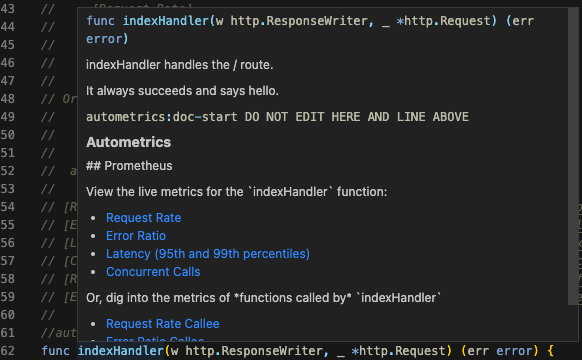 43 //
func indexHandler(w http.ResponseWriter, _ *http.Request) (err
error)
44 //
45 //
46 //
indexHandler handles the / route.
47 //
It always succeeds and says hello.
48 // Or
49 //
autometrics:doc-start DO NOT EDIT HERE AND LINE ABOVE
50 //
51 //
Autometrics
52 // a
## Prometheus
53 //
View the live metrics for the `indexHandler` function:
54 // [R
• Request Rate
55 // [E
• Error Ratio
56 // [L
• Latency (95th and 99th percentiles)
57 // [C
• Concurrent Calls
58 // [R
59 // [E
Or, dig into the metrics of *functions called by* `indexHandler`
60 //
• Request Rate Callee
61 //au
Error Ratio Callee
62 func indexHandler(w http.ResponseWriter, _ *http.Request) (err error) {